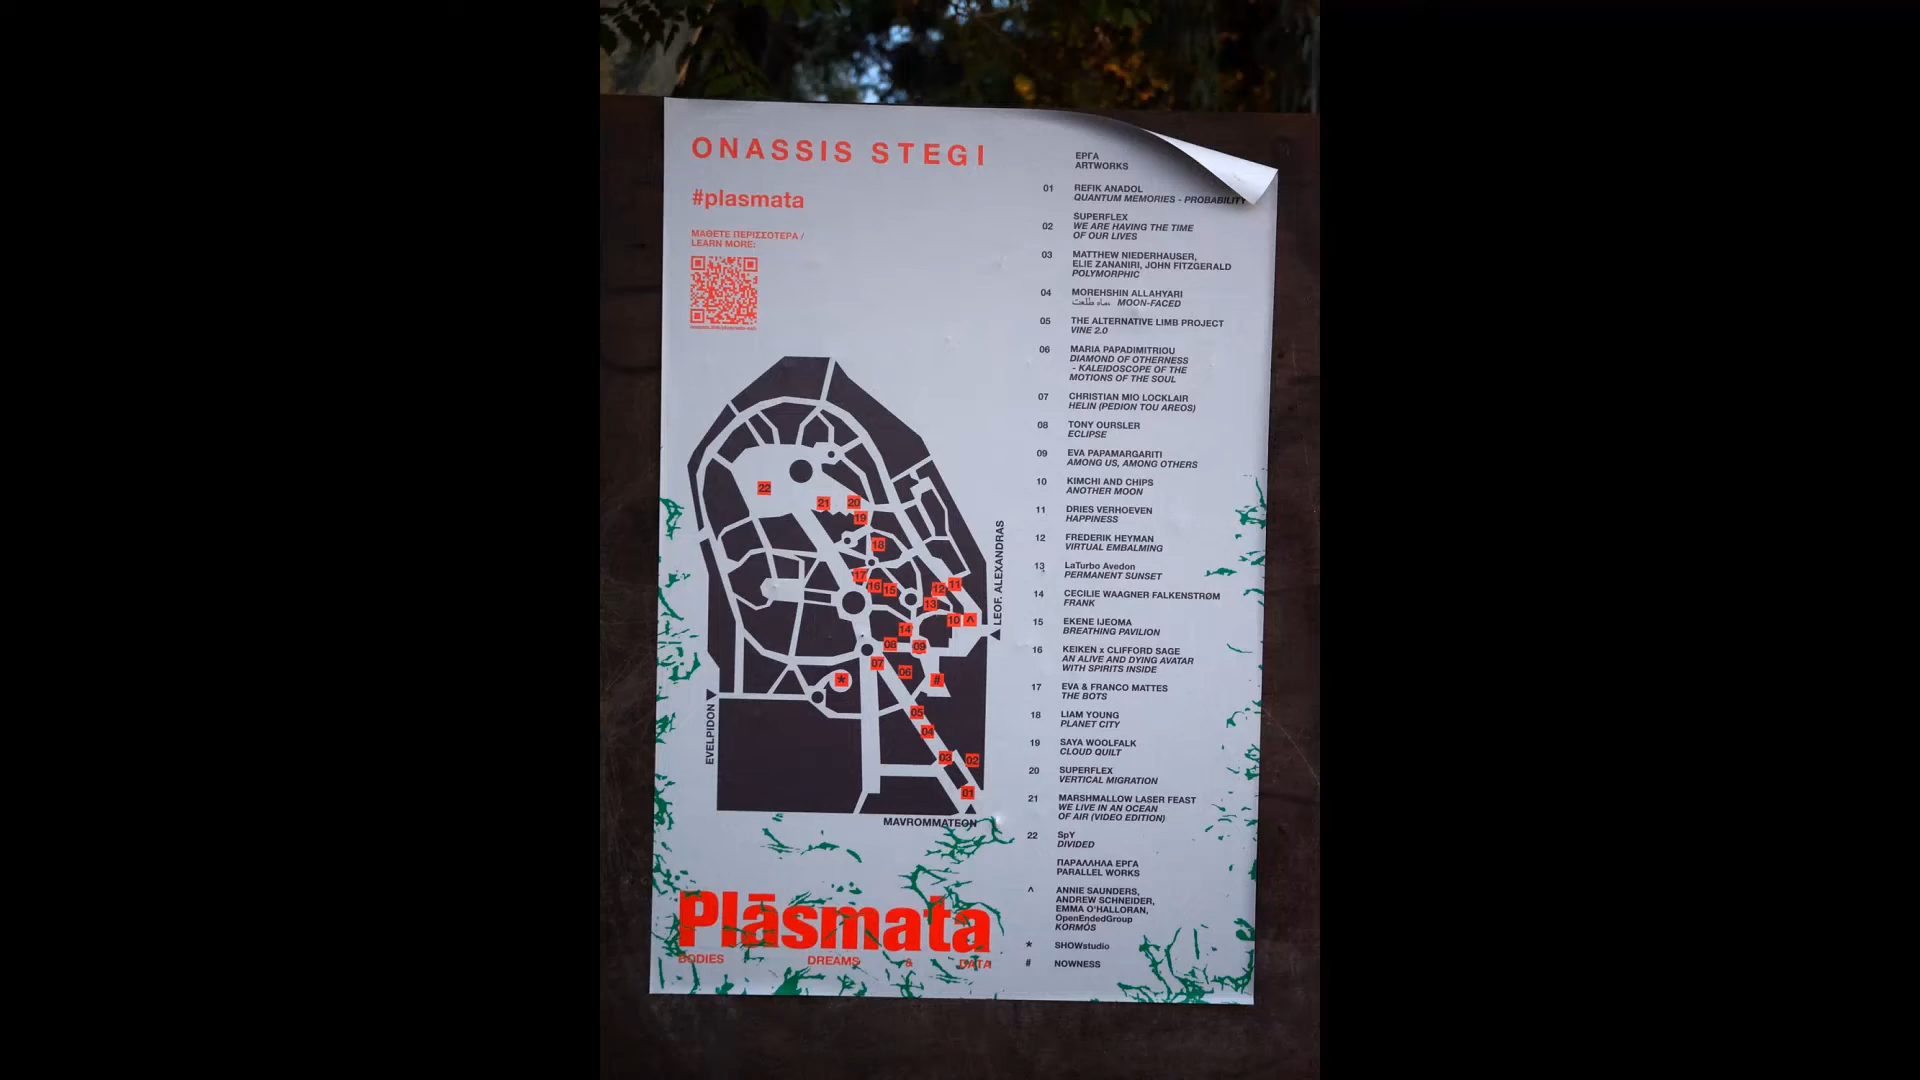 ONASSIS STEGI
#plasmata
ΜΑΘΕΤΕ ΠΕΡΙΣΣΟΤΕΡΑ /
LEARN MORE:
ΕΡΓΑ
ARTWORKS
01 REFIK ANADOL
QUANTUM MEMORIES - PROBABILITY
02 SUPERFLEX
WE ARE HAVING THE TIME
OF OUR LIVES
03 MATTHEW NIEDERHAUSER,
ELIE ZANANIRI, JOHN FITZGERALD
POLYMORPHIC
04 MOREHSHIN ALLAHYARI
ماه طلعت MOON-FACED
05 THE ALTERNATIVE LIMB PROJECT
VINE 2.0
06 MARIA PAPADIMITRIOU
DIAMOND OF OTHERNESS
- KALEIDOSCOPE OF THE
MOTIONS OF THE SOUL
07 CHRISTIAN MIO LOCKLAIR
HELIN (PEDION TOU AREOS)
08 TONY OURSLER
ECLIPSE
09 EVA PAPAMARGARITI
AMONG US, AMONG OTHERS
10 KIMCHI AND CHIPS
ANOTHER MOON
11 DRIES VERHOEVEN
HAPPINESS
12 FREDERIK HEYMAN
VIRTUAL EMBALMING
13 LaTurbo Avedon
PERMANENT SUNSET
14 CECILIE WAAGNER FALKENSTRØM
FRANK
15 EKENE IJEOMA
BREATHING PAVILION
16 KEIKEN x CLIFFORD SAGE
AN ALIVE AND DYING AVATAR
WITH SPIRITS INSIDE
17 EVA & FRANCO MATTES
THE BOTS
18 LIAM YOUNG
PLANET CITY
19 SAYA WOOLFALK
CLOUD QUILT
20 SUPERFLEX
VERTICAL MIGRATION
21 MARSHMALLOW LASER FEAST
WE LIVE IN AN OCEAN
OF AIR (VIDEO EDITION)
22 SpY
DIVIDED
ΠΑΡΑΛΛΗΛΑ ΕΡΓΑ
PARALLEL WORKS
^ ANNIE SAUNDERS,
ANDREW SCHNEIDER,
EMMA O'HALLORAN,
OpenEndedGroup
KORMÓS
* SHOWstudio
# NOWNESS
22
21
20
19
18
17
16
15
12
11
13
10
^
14
08
09
07
06
*
#
05
04
03
02
01
LEOF. ALEXANDRAS
EVELPIDON
MAVROMMATEON
Plāsmata
BODIES DREAMS & DATA